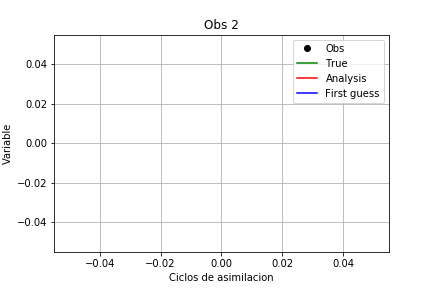 Obs 2
Obs
True
Analysis
First guess
Variable
0.04
0.02
0.00
−0.02
−0.04
−0.04 −0.02 0.00 0.02 0.04
Ciclos de asimilacion